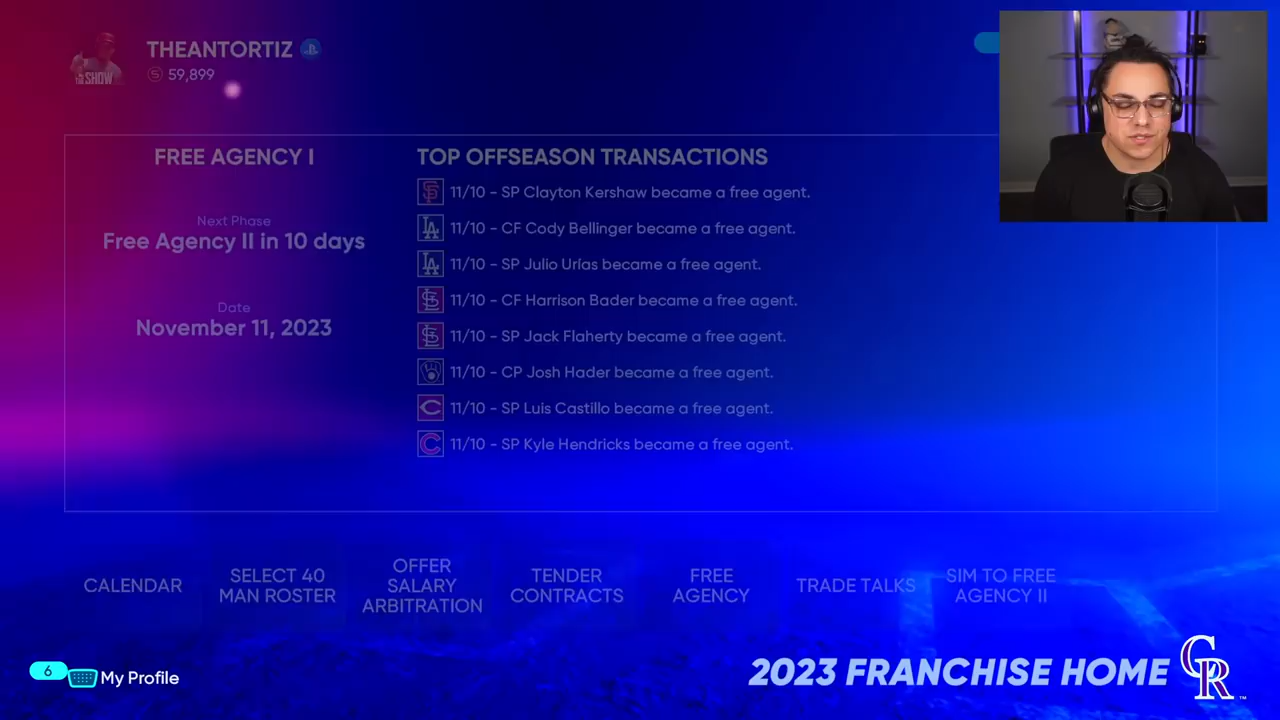 THEANTORTIZ
59,899
FREE AGENCY I
Next Phase
Free Agency II in 10 days
Date
November 11, 2023
TOP OFFSEASON TRANSACTIONS
11/10 - SP Clayton Kershaw became a free agent.
11/10 - CF Cody Bellinger became a free agent.
11/10 - SP Julio Urías became a free agent.
11/10 - CF Harrison Bader became a free agent.
11/10 - SP Jack Flaherty became a free agent.
11/10 - CP Josh Hader became a free agent.
11/10 - SP Luis Castillo became a free agent.
11/10 - SP Kyle Hendricks became a free agent.
CALENDAR
SELECT 40
MAN ROSTER
OFFER
SALARY
ARBITRATION
TENDER
CONTRACTS
FREE
AGENCY
TRADE TALKS
SIM TO FREE
AGENCY II
6
My Profile
2023 FRANCHISE HOME
CR